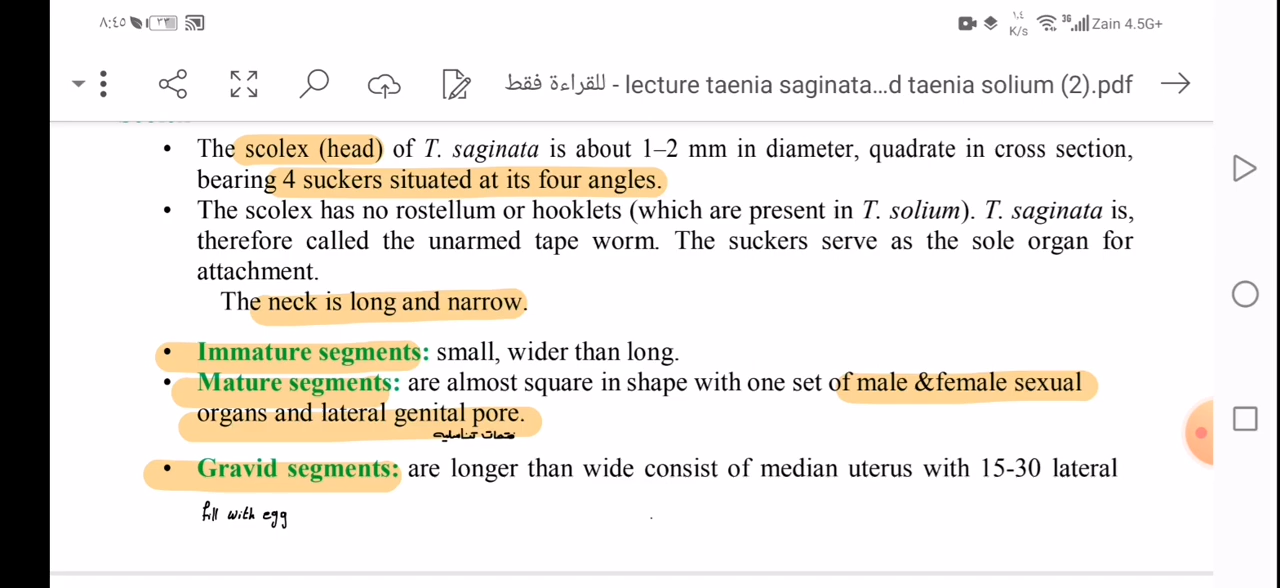 ٨:٤٥ ٢٣ ١,٤ K/s 3G Zain 4.5G+
للقراءة فقط - lecture taenia saginata...d taenia solium (2).pdf
• The scolex (head) of T. saginata is about 1–2 mm in diameter, quadrate in cross section,
bearing 4 suckers situated at its four angles.
• The scolex has no rostellum or hooklets (which are present in T. solium). T. saginata is,
therefore called the unarmed tape worm. The suckers serve as the sole organ for
attachment.
The neck is long and narrow.
• Immature segments: small, wider than long.
• Mature segments: are almost square in shape with one set of male &female sexual
organs and lateral genital pore.
فتحات تناسلية
• Gravid segments: are longer than wide consist of median uterus with 15-30 lateral
fill with egg